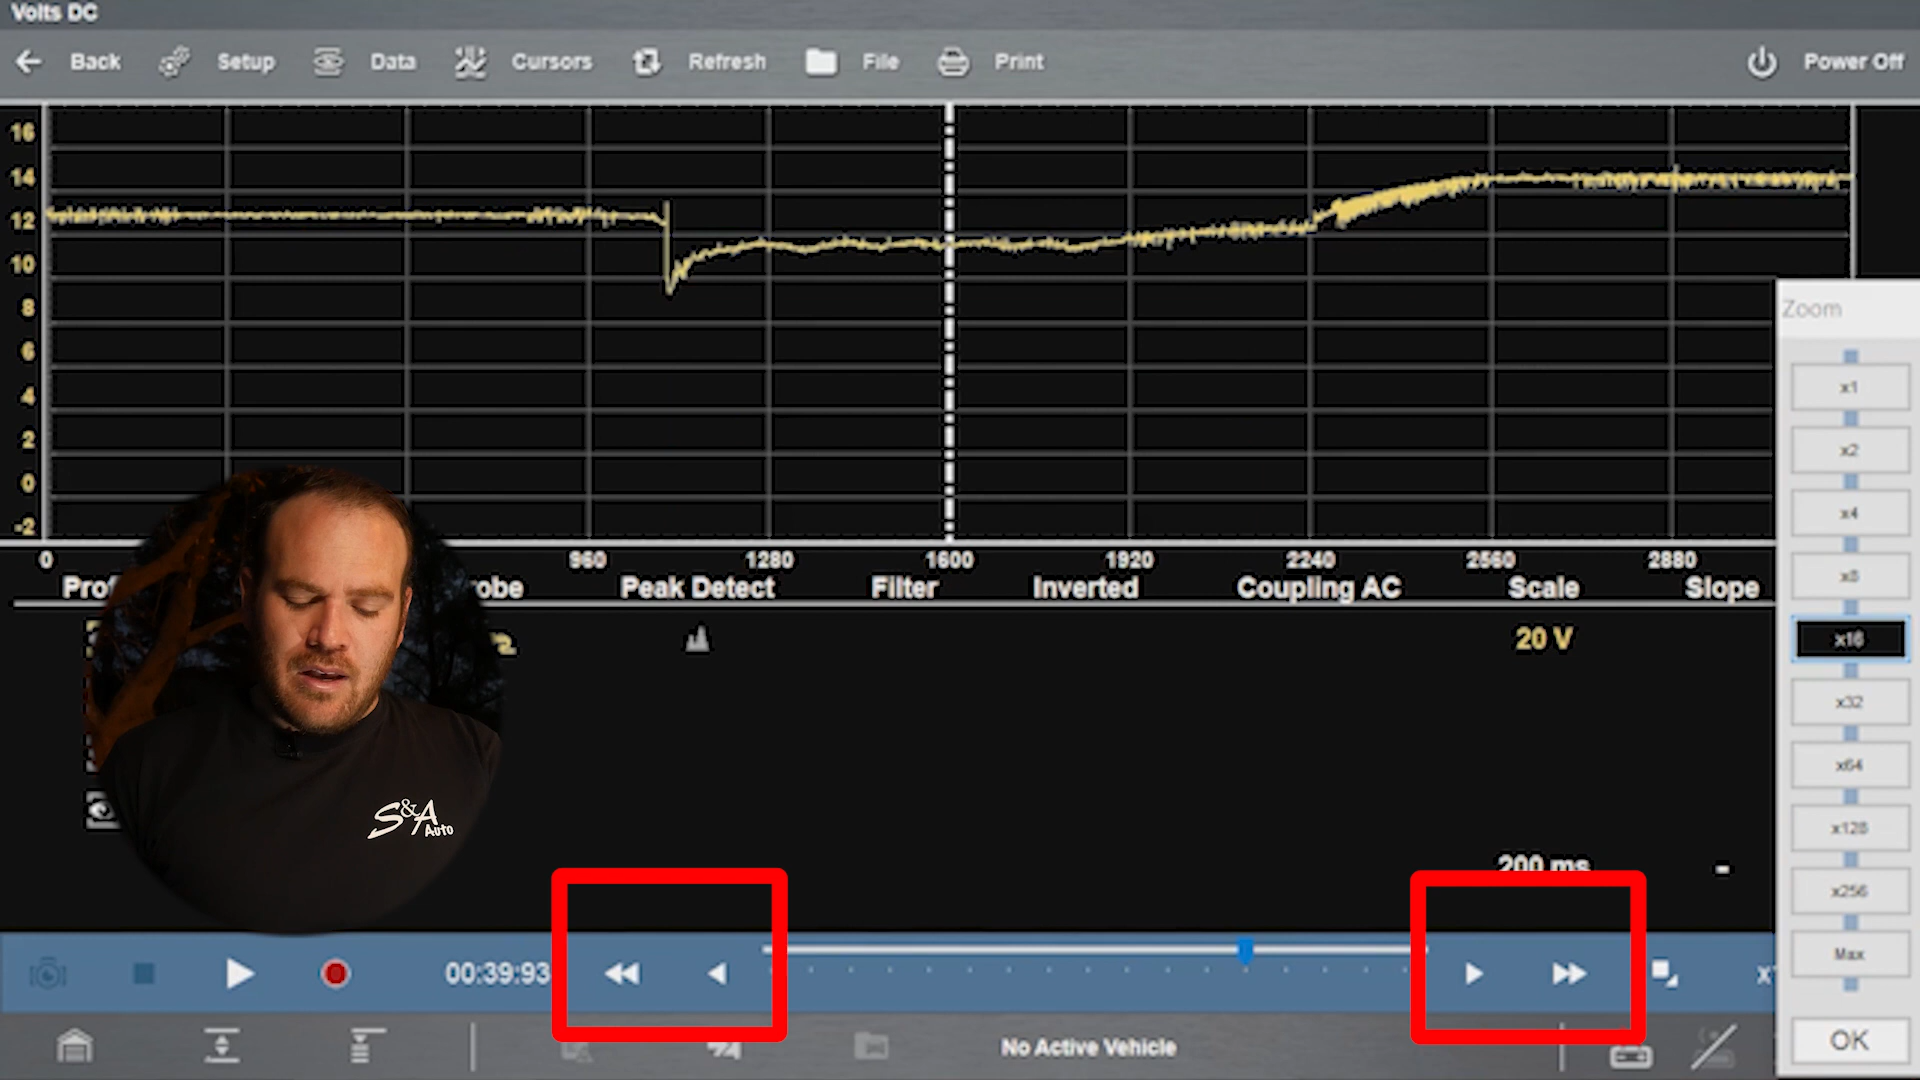 Volts DC
Back Setup Data Cursors Refresh File Print Power Off
16
14
12
10
8
6
4
2
0
-2
0 960 1280 1600 1920 2240 2560 2880
Peak Detect Filter Inverted Coupling AC Scale Slope
20 V
200 ms -
Zoom
x1
x2
x4
x8
x16
x32
x64
x128
x256
Max
OK
S&A
Auto
00:39:93
No Active Vehicle